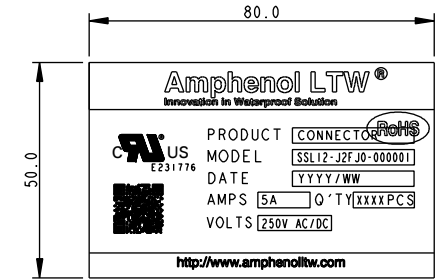 80.0
50.0
Amphenol LTW®
Innovation in Waterproof Solution
RoHS
PRODUCT CONNECTOR
MODEL SSL12-J2FJ0-000001
DATE YYYY/WW
AMPS 5A Q'TY XXXXPCS
VOLTS 250V AC/DC
C RU US
E231776
http://www.amphenolltw.com